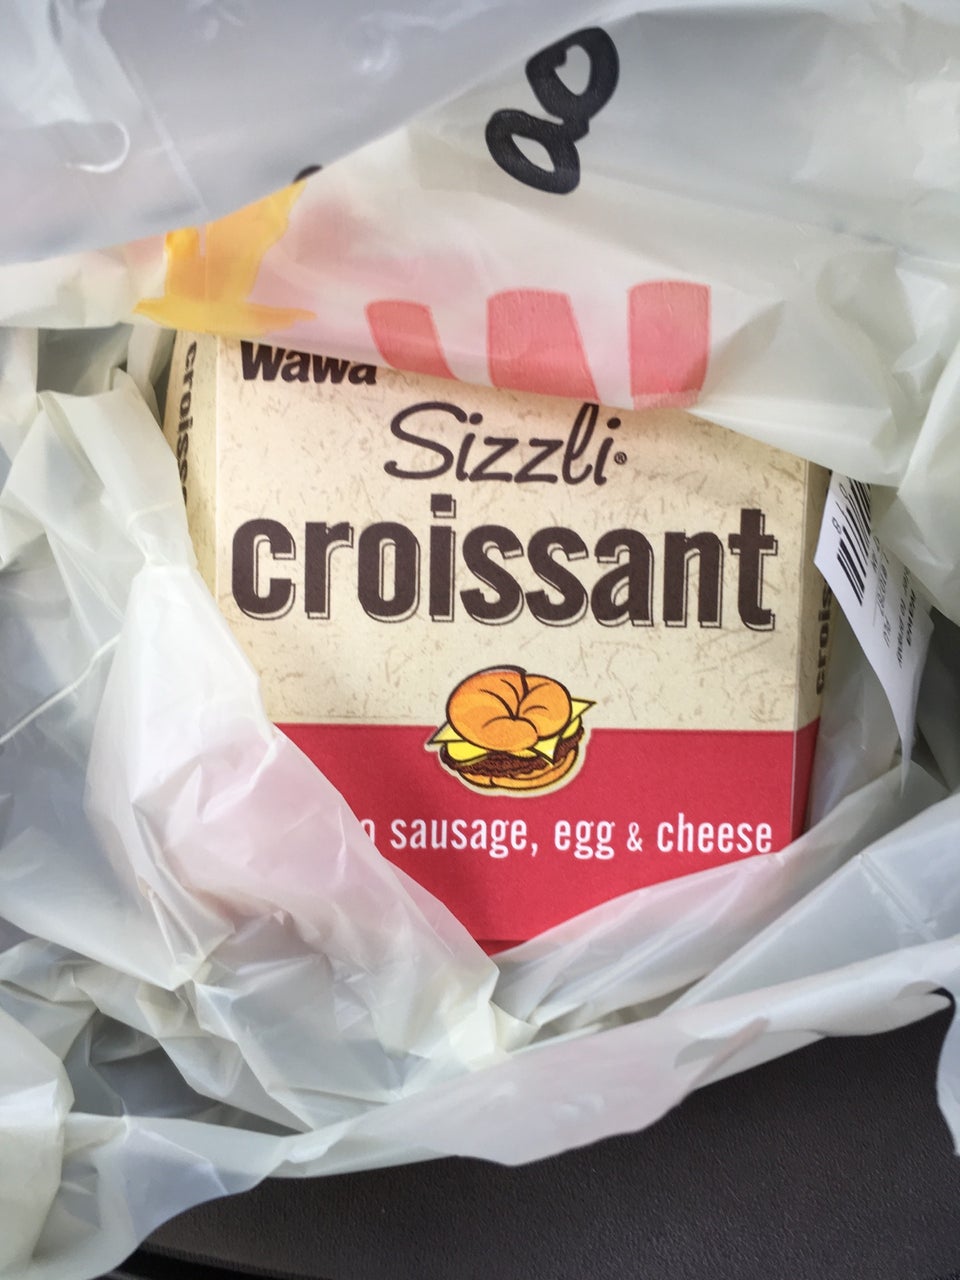 W
wawa
Sizzli®
croissant
sausage, egg & cheese